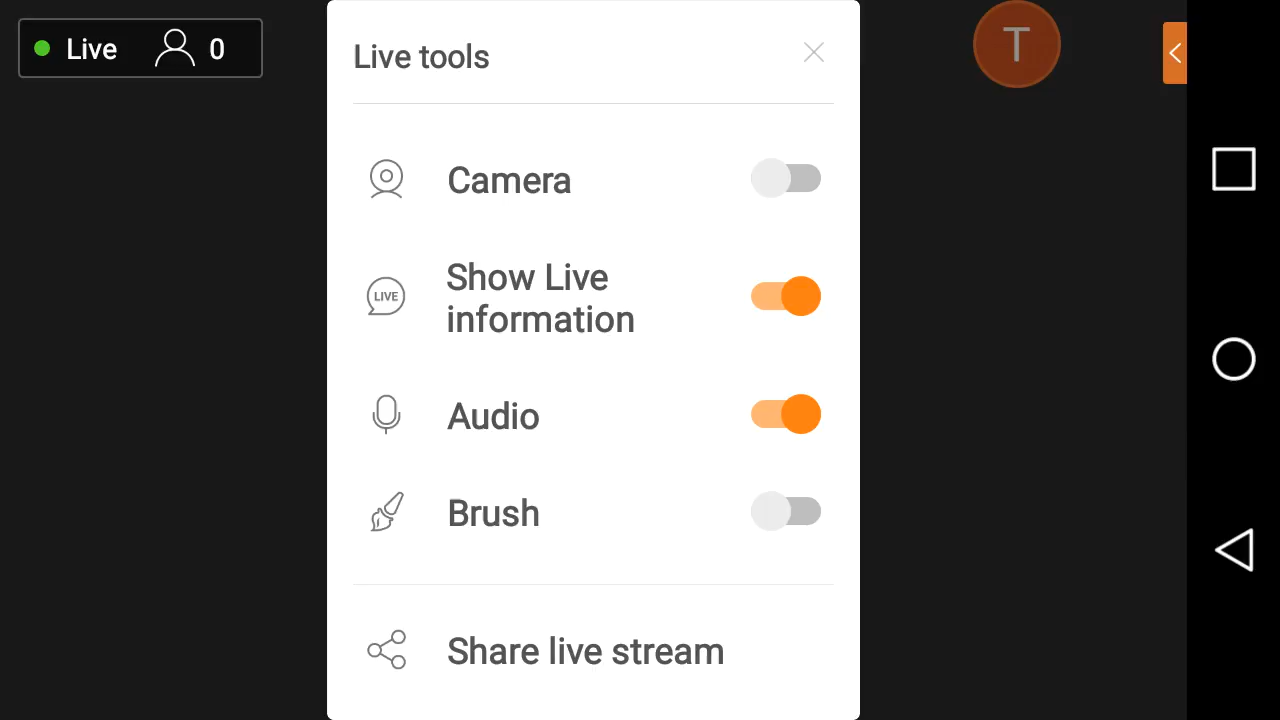 Live 0
Live tools
T
Camera
LIVE
Show Live
information
Audio
Brush
Share live stream